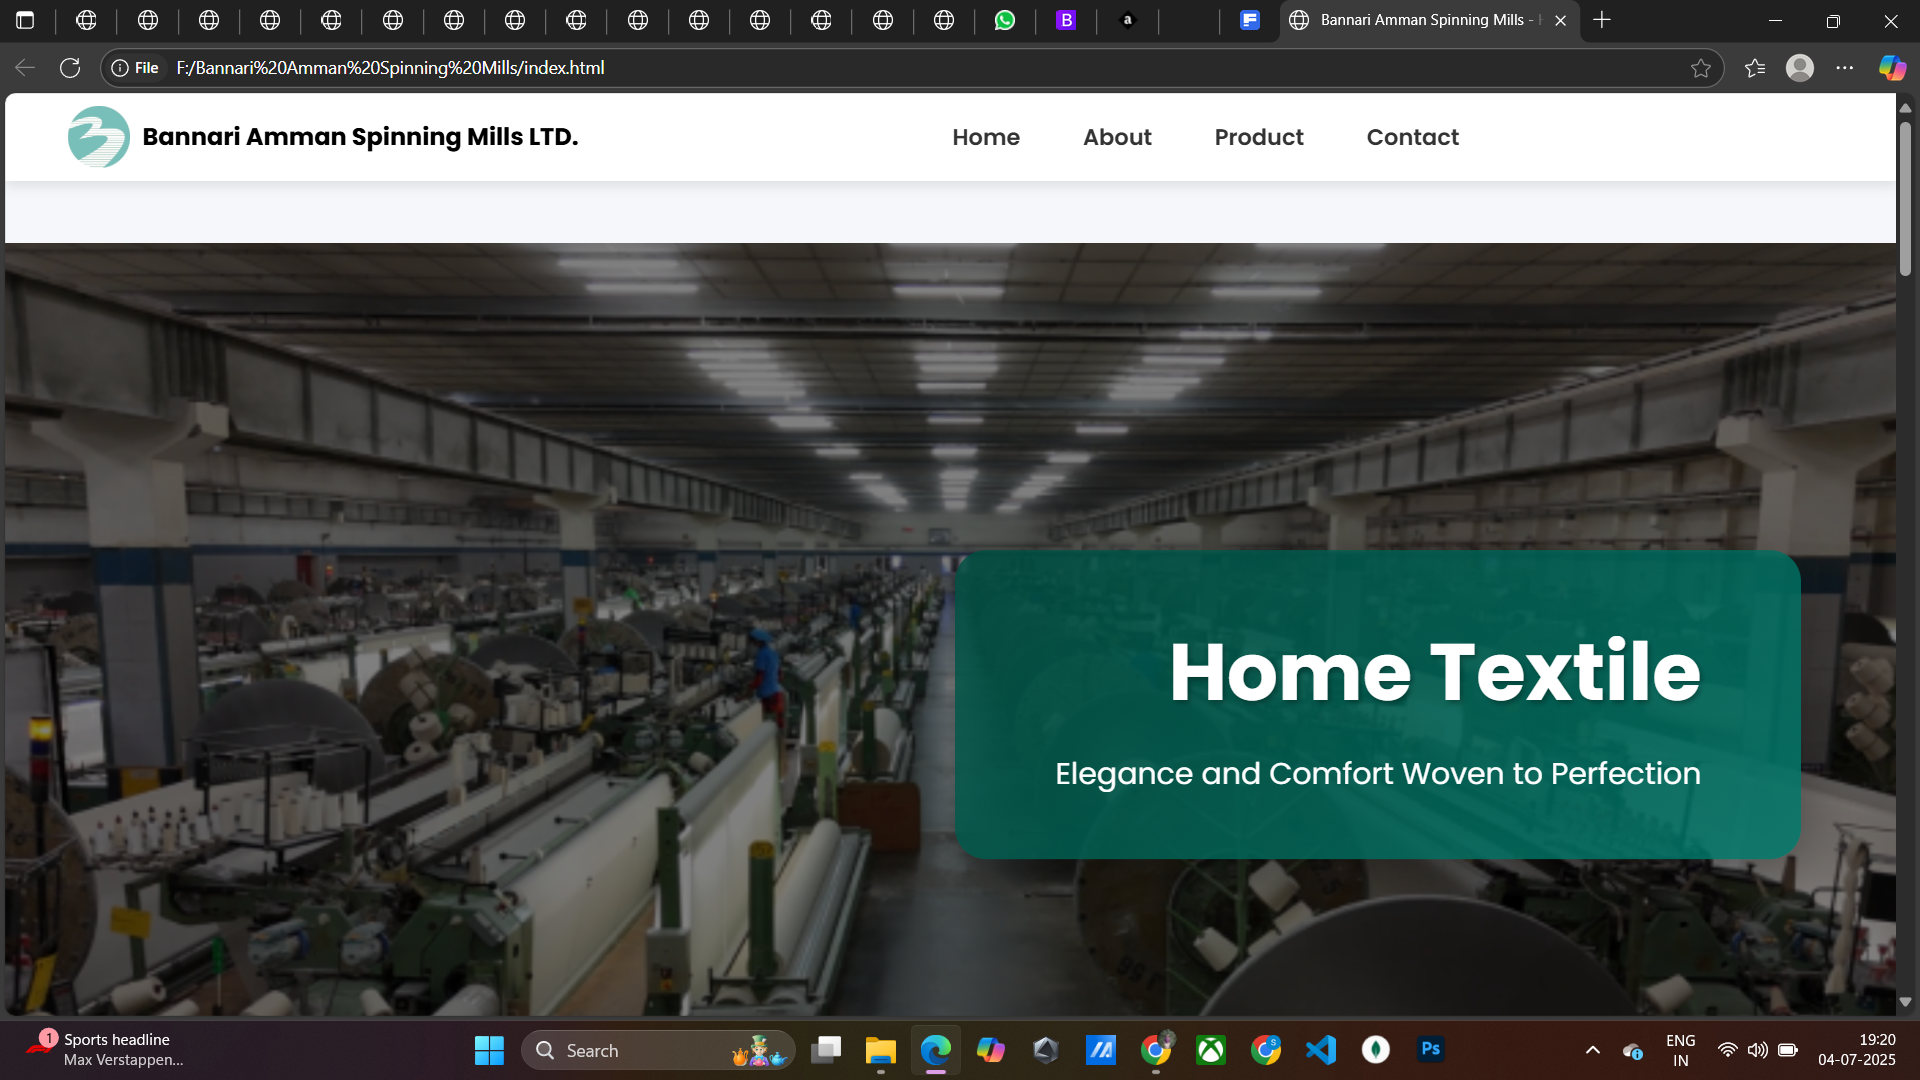 Bannari Amman Spinning Mills -
File F:/Bannari%20Amman%20Spinning%20Mills/index.html
Bannari Amman Spinning Mills LTD.
Home About Product Contact
Home Textile
Elegance and Comfort Woven to Perfection
1
Sports headline
Max Verstappen...
Search
Ps
ENG
IN
19:20
04-07-2025